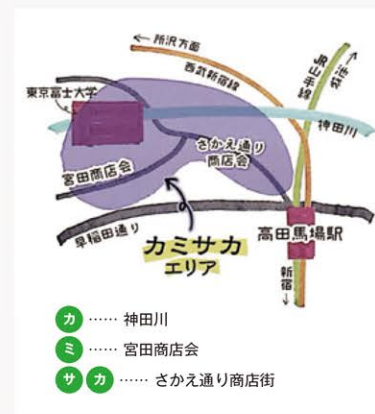 ← 所沢方面
西武新宿線
JR山手線
池袋→
東京富士大学
神田川
さかえ通り
商店会
宮田商店会
早稲田通り
高田馬場駅
カミサカ
エリア
新宿→
カ …… 神田川
ミ …… 宮田商店会
サ カ …… さかえ通り商店街